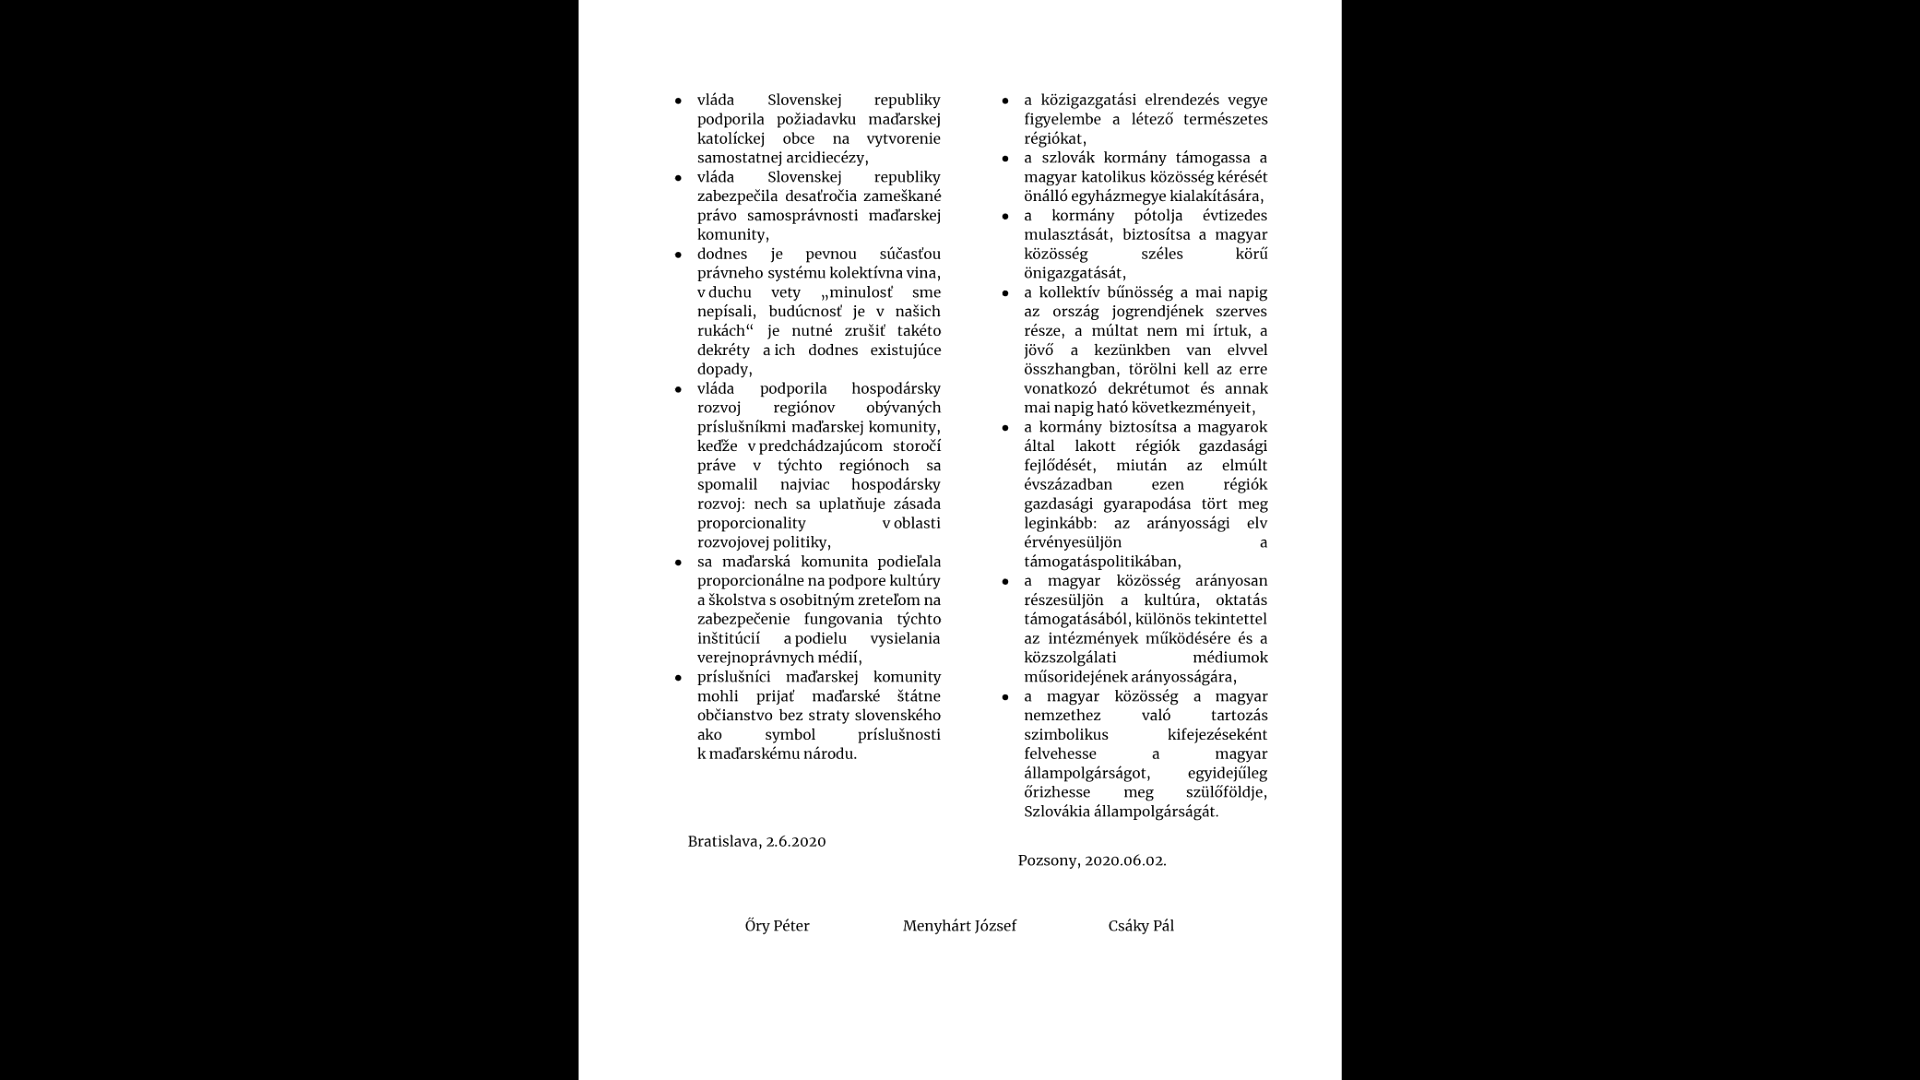 • vláda Slovenskej republiky
podporila požiadavku maďarskej
katolíckej obce na vytvorenie
samostatnej arcidiecézy,
• vláda Slovenskej republiky
zabezpečila desaťročia zameškané
právo samosprávnosti maďarskej
komunity,
• dodnes je pevnou súčasťou
právneho systému kolektívna vina,
v duchu vety „minulosť sme
nepísali, budúcnosť je v našich
rukách“ je nutné zrušiť takéto
dekréty a ich dodnes existujúce
dopady,
• vláda podporila hospodársky
rozvoj regiónov obývaných
príslušníkmi maďarskej komunity,
keďže v predchádzajúcom storočí
práve v týchto regiónoch sa
spomalil najviac hospodársky
rozvoj: nech sa uplatňuje zásada
proporcionality v oblasti
rozvojovej politiky,
• sa maďarská komunita podieľala
proporcionálne na podpore kultúry
a školstva s osobitným zreteľom na
zabezpečenie fungovania týchto
inštitúcií a podielu vysielania
verejnoprávnych médií,
• príslušníci maďarskej komunity
mohli prijať maďarské štátne
občianstvo bez straty slovenského
ako symbol príslušnosti
k maďarskému národu.
Bratislava, 2.6.2020
• a közigazgatási elrendezés vegye
figyelembe a létező természetes
régiókat,
• a szlovák kormány támogassa a
magyar katolikus közösség kérését
önálló egyházmegye kialakítására,
• a kormány pótolja évtizedes
mulasztását, biztosítsa a magyar
közösség széles körű
önigazgatását,
• a kollektív bűnösség a mai napig
az ország jogrendjének szerves
része, a múltat nem mi írtuk, a
jövő a kezünkben van elvvel
összhangban, törölni kell az erre
vonatkozó dekrétumot és annak
mai napig ható következményeit,
• a kormány biztosítsa a magyarok
által lakott régiók gazdasági
fejlődését, miután az elmúlt
évszázadban ezen régiók
gazdasági gyarapodása tört meg
leginkább: az arányossági elv
érvényesüljön a
támogatáspolitikában,
• a magyar közösség arányosan
részesüljön a kultúra, oktatás
támogatásából, különös tekintettel
az intézmények működésére és a
közszolgálati médiumok
műsoridejének arányosságára,
• a magyar közösség a magyar
nemzethez való tartozás
szimbolikus kifejezéseként
felvehesse a magyar
állampolgárságot, egyidejűleg
őrizhesse meg szülőföldje,
Szlovákia állampolgárságát.
Pozsony, 2020.06.02.
Őry Péter Menyhárt József Csáky Pál